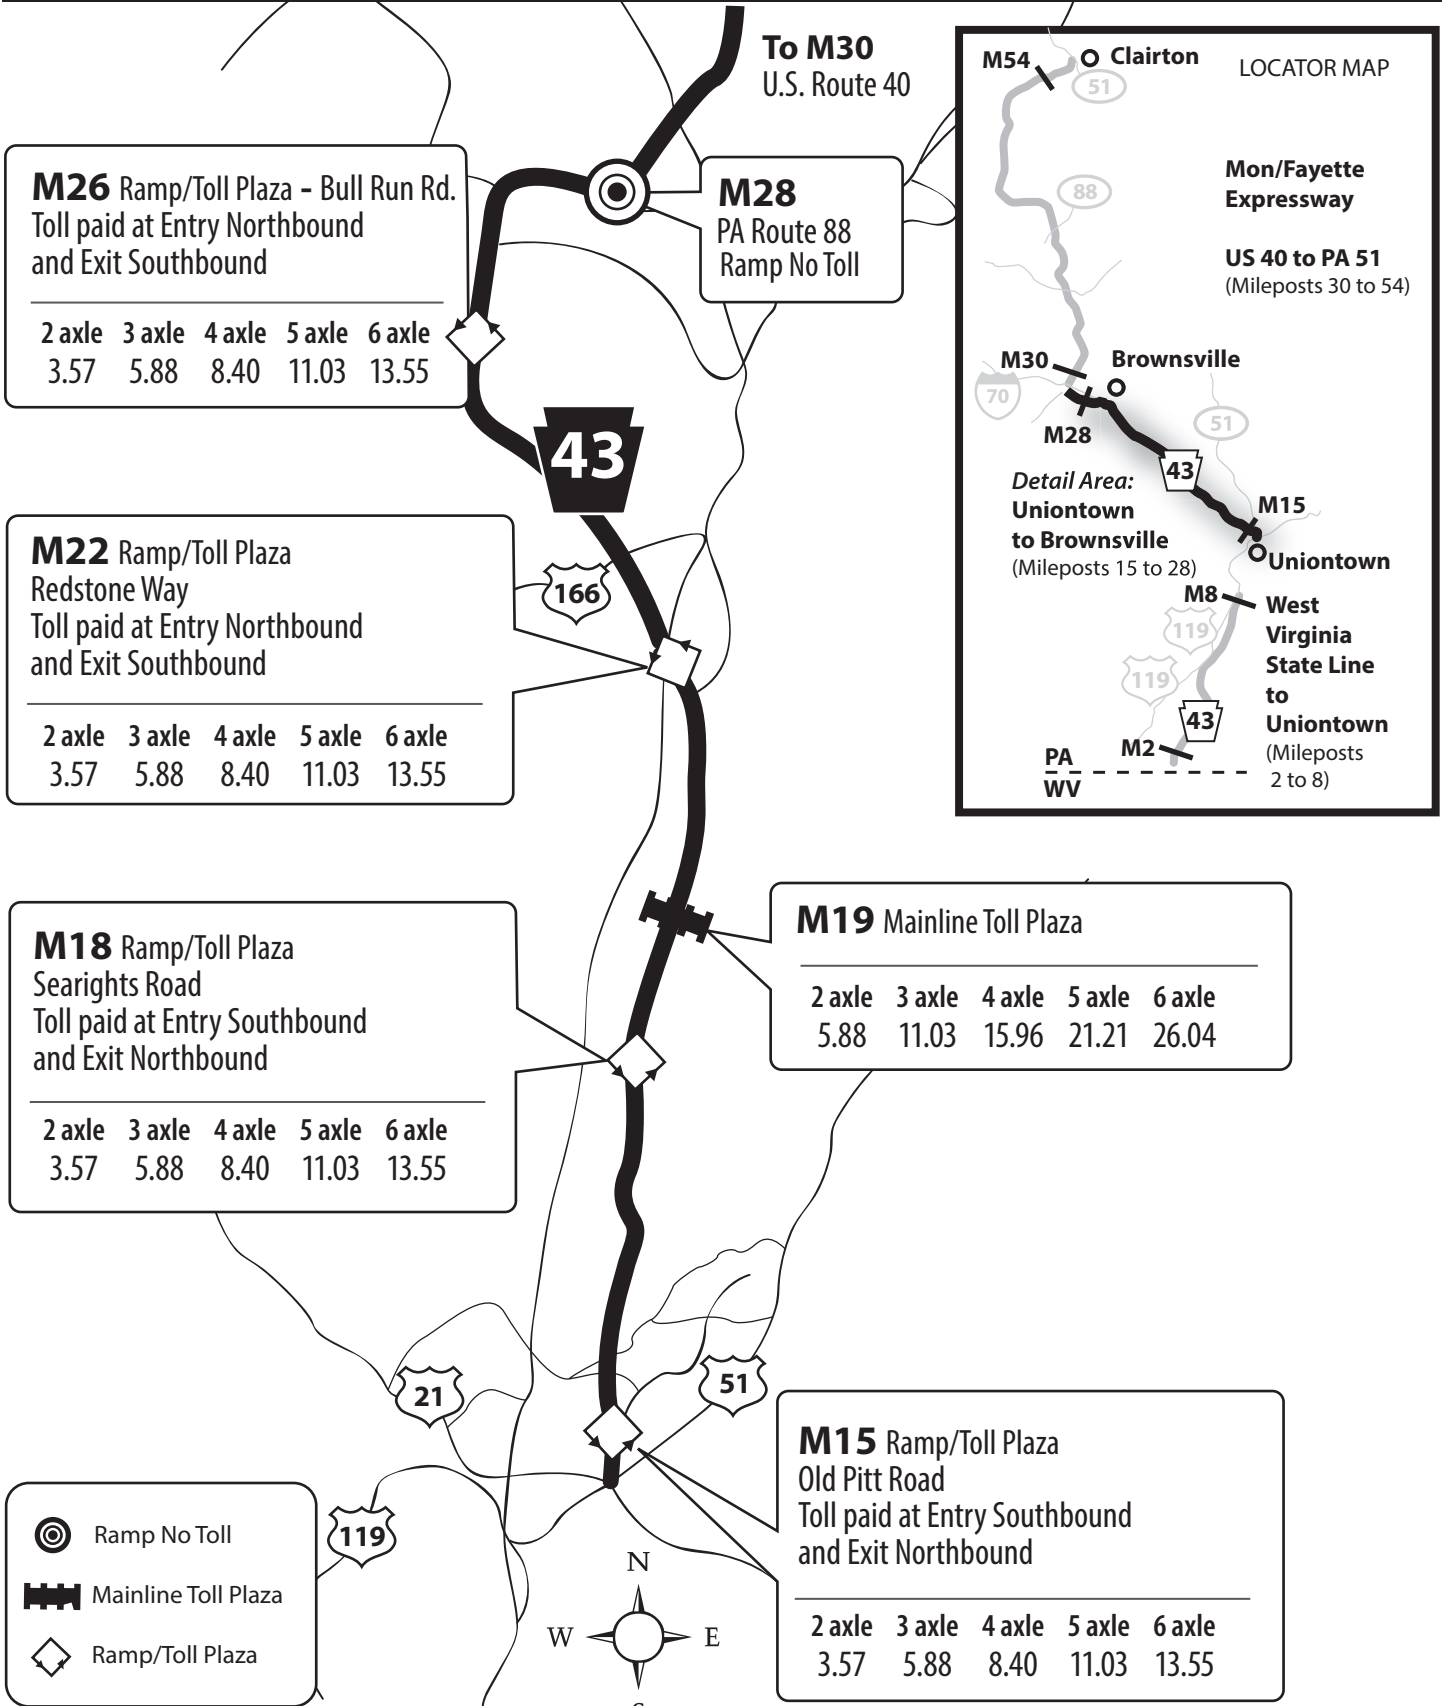 To M30
U.S. Route 40
M26 Ramp/Toll Plaza - Bull Run Rd.
Toll paid at Entry Northbound
and Exit Southbound
2 axle 3 axle 4 axle 5 axle 6 axle
3.57 5.88 8.40 11.03 13.55
M28
PA Route 88
Ramp No Toll
43
M22 Ramp/Toll Plaza
Redstone Way
Toll paid at Entry Northbound
and Exit Southbound
2 axle 3 axle 4 axle 5 axle 6 axle
3.57 5.88 8.40 11.03 13.55
166
M18 Ramp/Toll Plaza
Searights Road
Toll paid at Entry Southbound
and Exit Northbound
2 axle 3 axle 4 axle 5 axle 6 axle
3.57 5.88 8.40 11.03 13.55
M19 Mainline Toll Plaza
2 axle 3 axle 4 axle 5 axle 6 axle
5.88 11.03 15.96 21.21 26.04
21
51
119
M15 Ramp/Toll Plaza
Old Pitt Road
Toll paid at Entry Southbound
and Exit Northbound
2 axle 3 axle 4 axle 5 axle 6 axle
3.57 5.88 8.40 11.03 13.55
Ramp No Toll
Mainline Toll Plaza
Ramp/Toll Plaza
N
W E
LOCATOR MAP
M54
Clairton
51
Mon/Fayette
Expressway
88
US 40 to PA 51
(Mileposts 30 to 54)
M30
Brownsville
70
M28
51
43
Detail Area:
Uniontown
to Brownsville
(Mileposts 15 to 28)
M15
Uniontown
M8
West
Virginia
State Line
to
Uniontown
(Mileposts
2 to 8)
119
119
43
M2
PA
WV